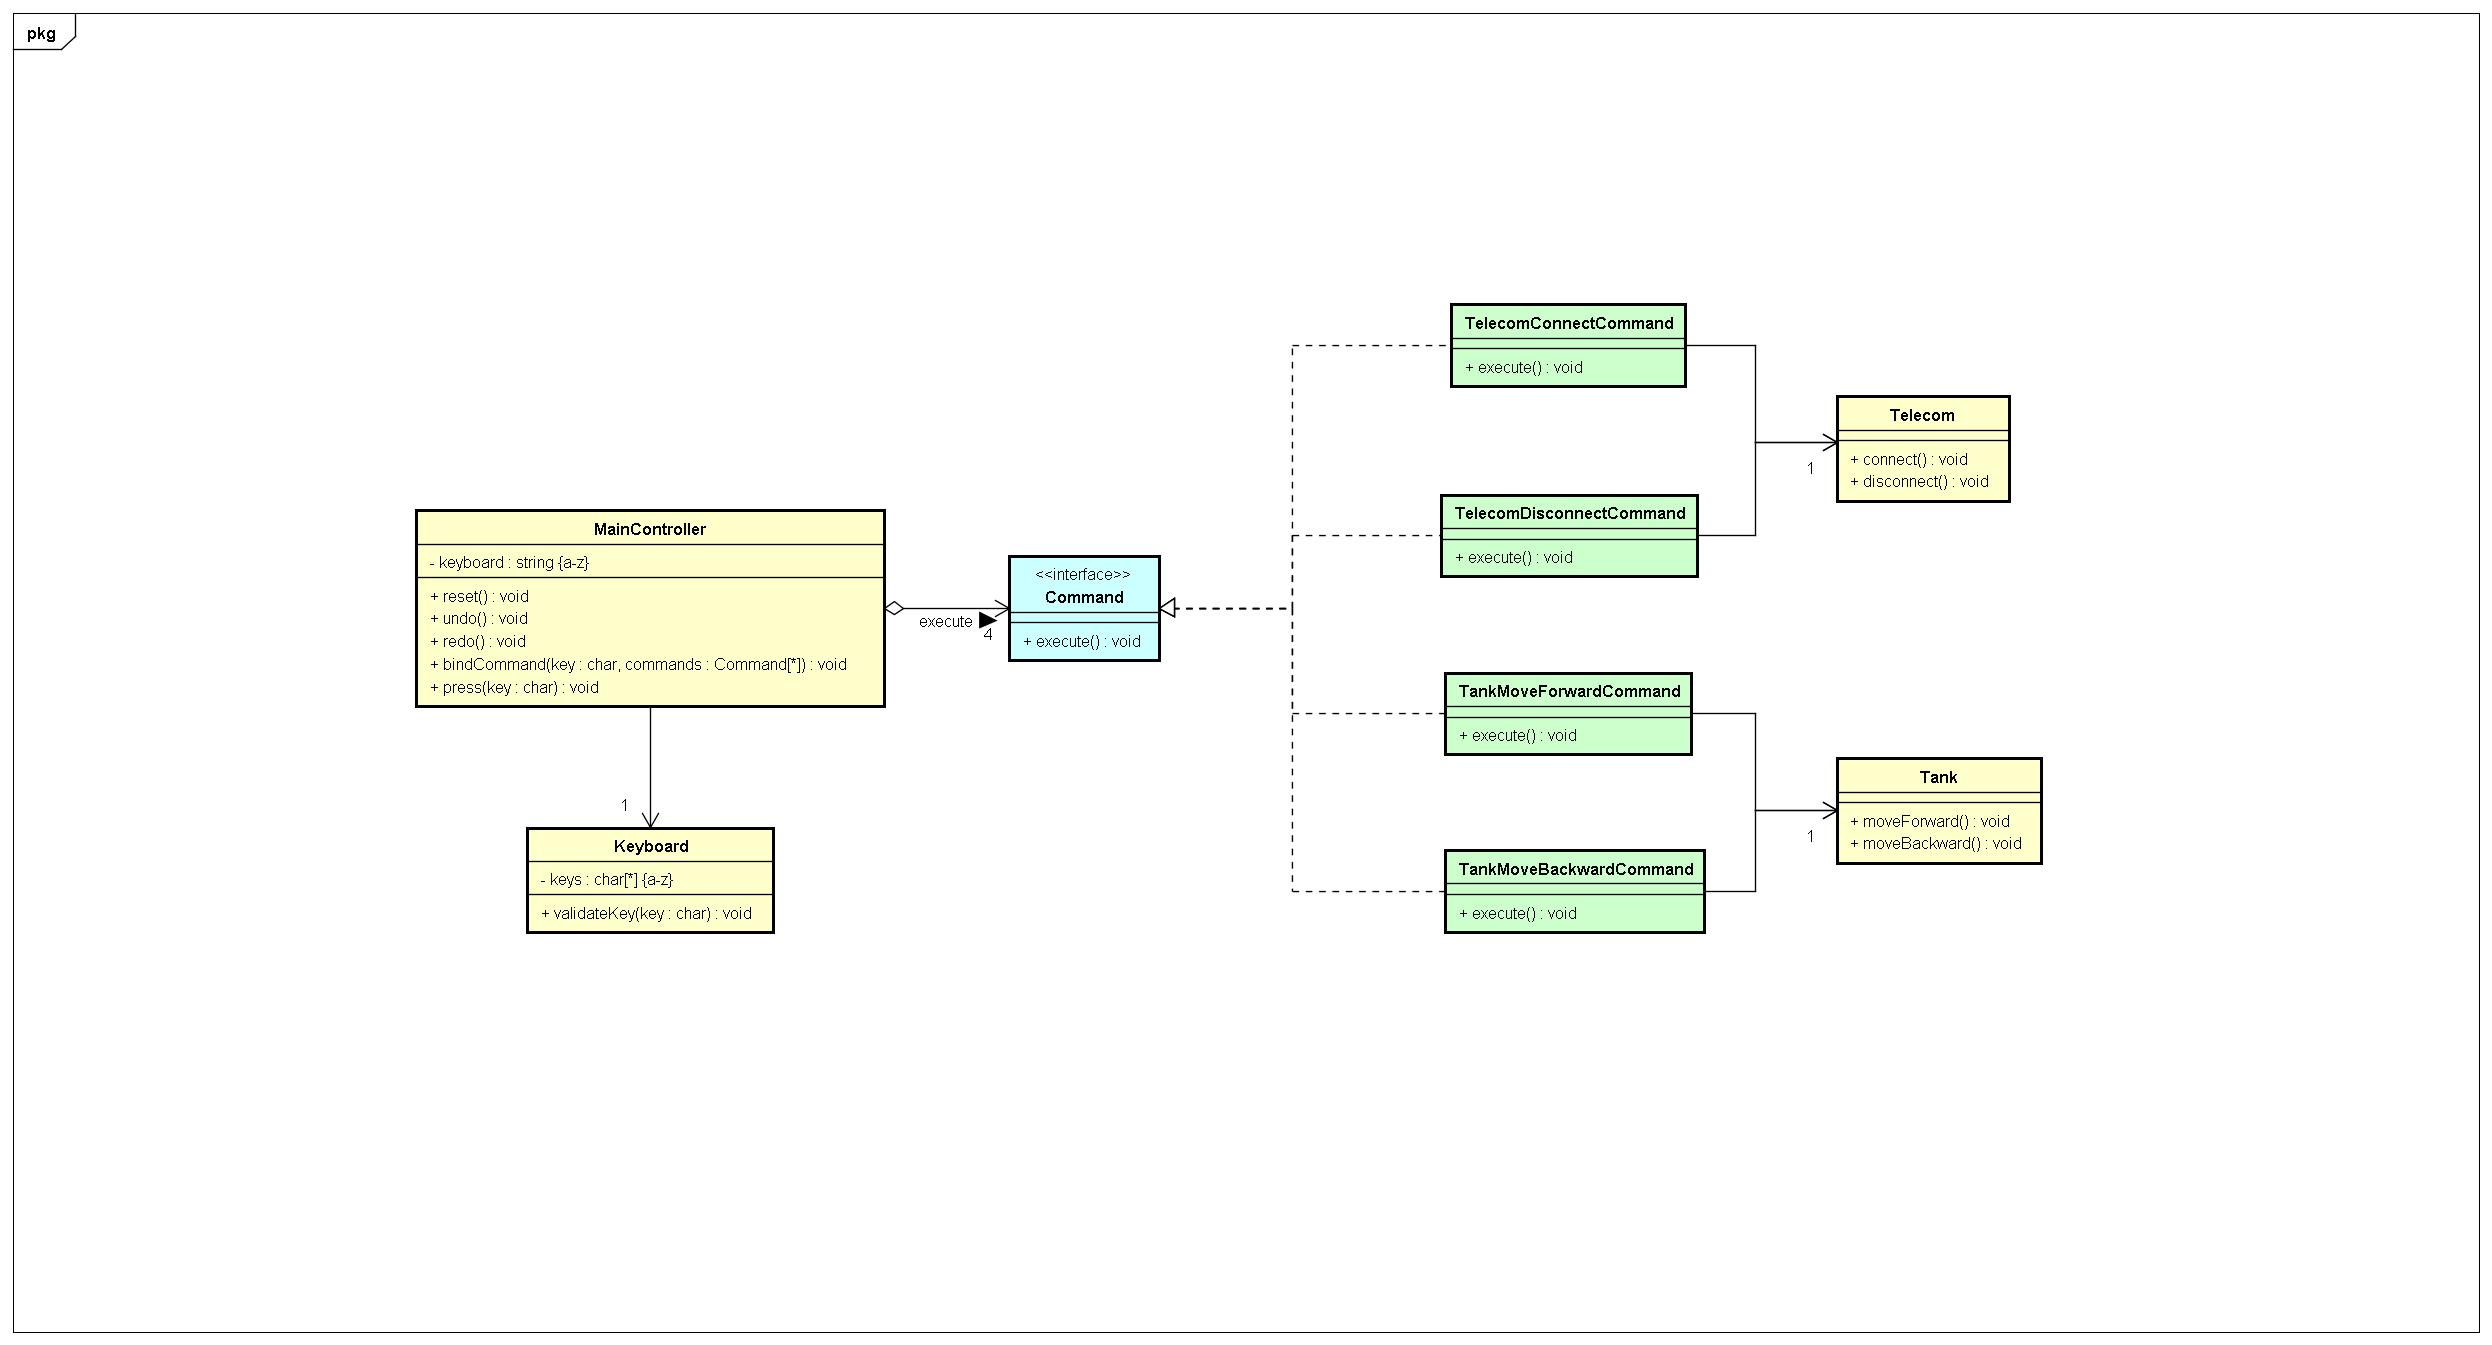 pkg
MainController
- keyboard : string {a-z}
+ reset() : void
+ undo() : void
+ redo() : void
+ bindCommand(key : char, commands : Command[*]) : void
+ press(key : char) : void
execute
4
<<interface>>
Command
+ execute() : void
1
Keyboard
- keys : char[*] {a-z}
+ validateKey(key : char) : void
TelecomConnectCommand
+ execute() : void
TelecomDisconnectCommand
+ execute() : void
1
Telecom
+ connect() : void
+ disconnect() : void
TankMoveForwardCommand
+ execute() : void
TankMoveBackwardCommand
+ execute() : void
1
Tank
+ moveForward() : void
+ moveBackward() : void